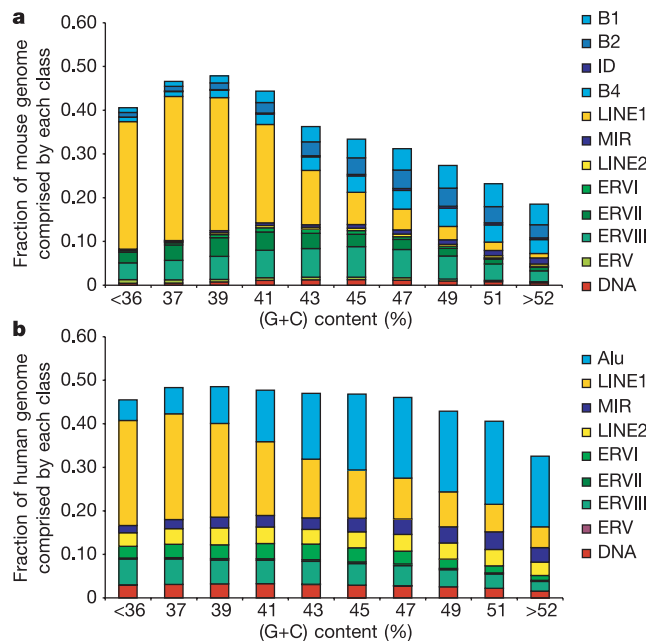 a
Fraction of mouse genome
comprised by each class
0.60
0.50
0.40
0.30
0.20
0.10
0
<36 37 39 41 43 45 47 49 51 >52
(G+C) content (%)
B1
B2
ID
B4
LINE1
MIR
LINE2
ERVI
ERVII
ERVIII
ERV
DNA
b
Fraction of human genome
comprised by each class
0.60
0.50
0.40
0.30
0.20
0.10
0
<36 37 39 41 43 45 47 49 51 >52
(G+C) content (%)
Alu
LINE1
MIR
LINE2
ERVI
ERVII
ERVIII
ERV
DNA